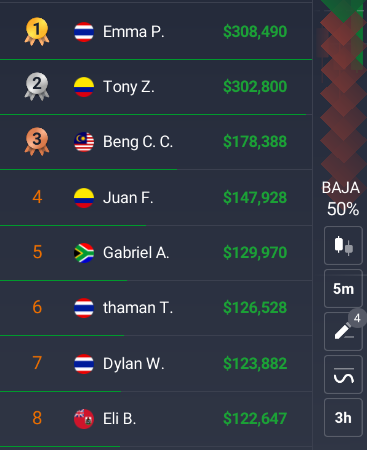 1 Emma P. $308,490
2 Tony Z. $302,800
3 Beng C. C. $178,388
4 Juan F. $147,928
5 Gabriel A. $129,970
6 thaman T. $126,528
7 Dylan W. $123,882
8 Eli B. $122,647
BAJA
50%
5m
4
3h